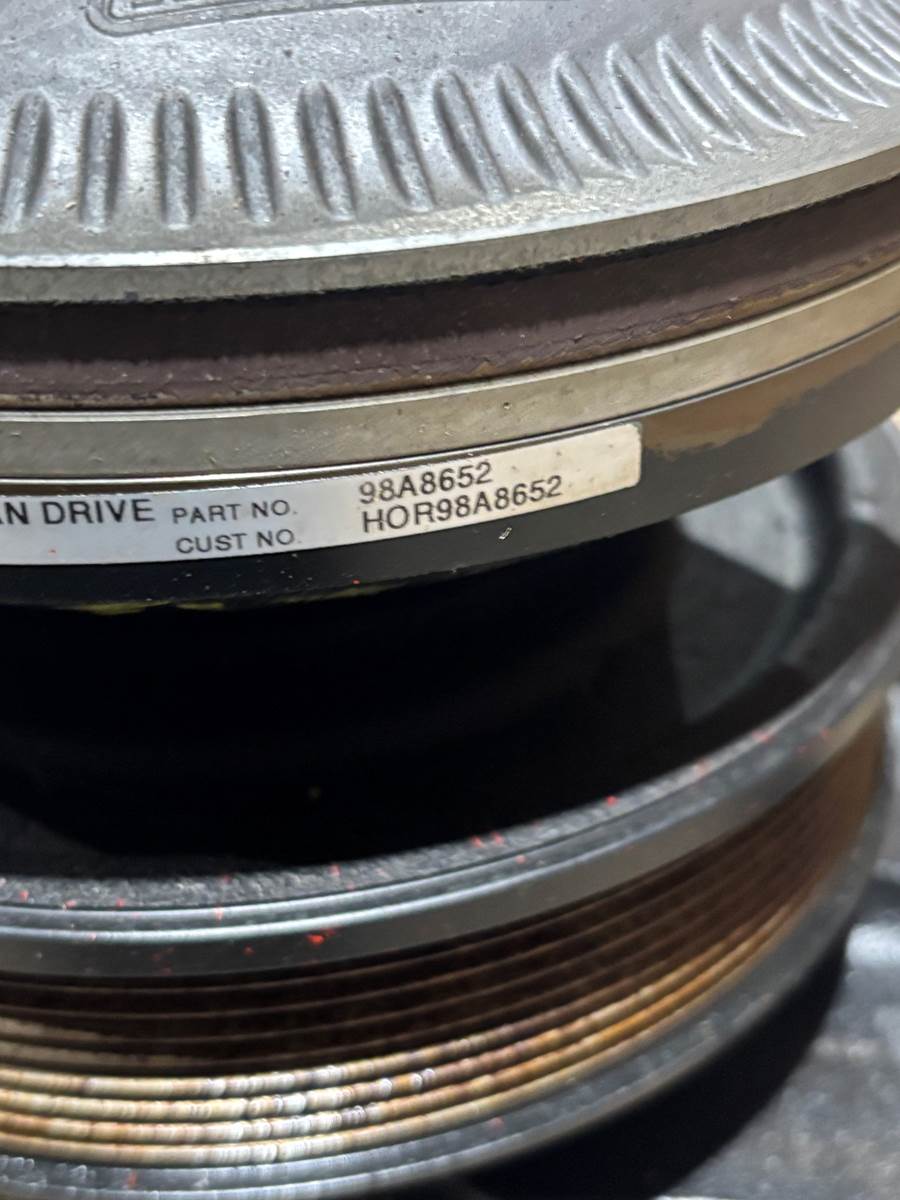 AN DRIVE PART NO. 98A8652
CUST NO. HOR98A8652